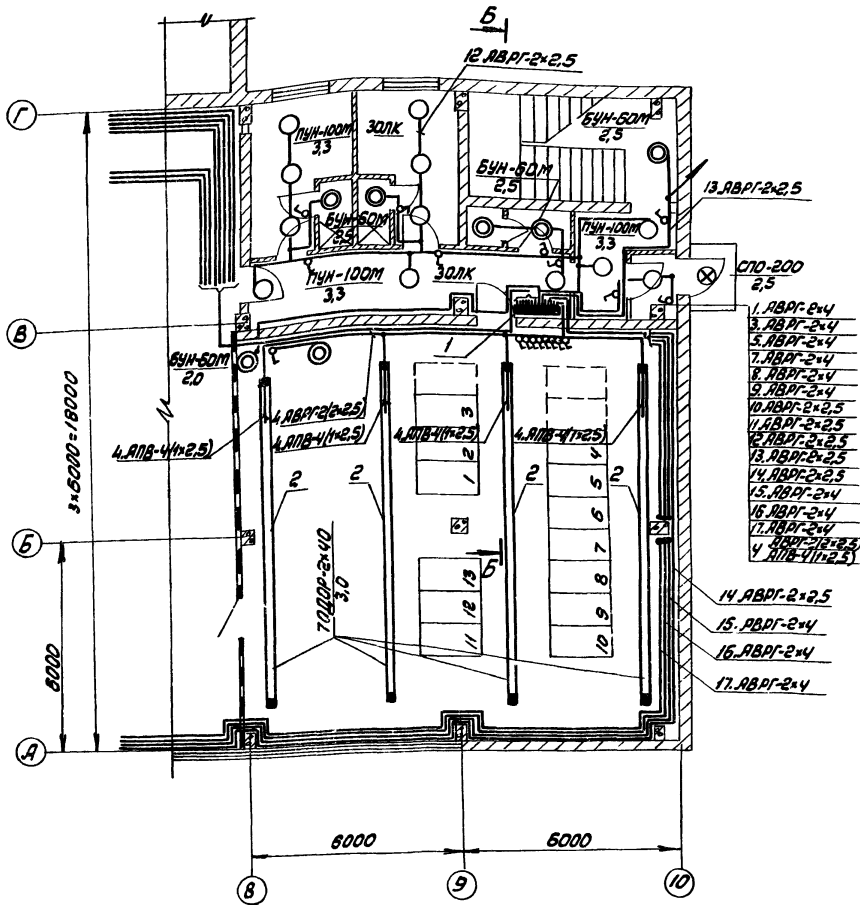 Б
12.АВРГ-2×2,5
Г
ПУН-100М
3,3
ЗОЛК
БУН-60М
2,5
БУН-60М
2,5
БУН-60М
2,5
13.АВРГ-2×2,5
ПУН-100М
3,3
ПУН-100М
3,3
ЗОЛК
СПО-200
2,5
В
БУН-60М
2,0
1
1. АВРГ-2×4
3. АВРГ-2×4
5. АВРГ-2×4
7. АВРГ-2×4
8. АВРГ-2×4
9. АВРГ-2×4
10.АВРГ-2×2,5
11.АВРГ-2×2,5
12.АВРГ-2×2,5
13.АВРГ-2×2,5
14.АВРГ-2×2,5
15.АВРГ-2×4
16.АВРГ-2×4
17.АВРГ-2×4
4 АВРГ-2(2×2,5)
АПВ-4(1×2,5)
4.АВРГ-2(2×2,5)
4.АПВ-4(1×2,5)
4.АПВ-4(1×2,5)
4.АПВ-4(1×2,5)
4.АПВ-4(1×2,5)
3
2
1
4
5
6
7
8
9
10
13
12
11
2
2
2
2
3×6000=18000
Б
Б
6000
7ОДОР-2×40
3,0
14.АВРГ-2×2,5
15. АВРГ-2×4
16.АВРГ-2×4
17.АВРГ-2×4
А
6000
6000
8
9
10